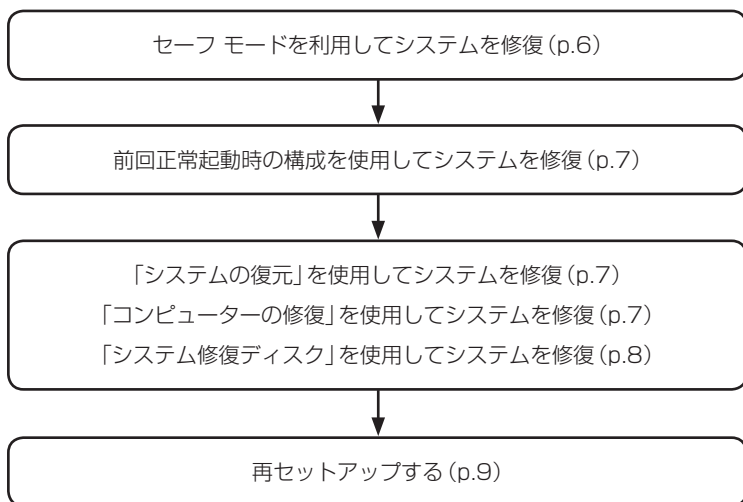 セーフ モードを利用してシステムを修復(p.6)
前回正常起動時の構成を使用してシステムを修復(p.7)
「システムの復元」を使用してシステムを修復(p.7)
「コンピューターの修復」を使用してシステムを修復(p.7)
「システム修復ディスク」を使用してシステムを修復(p.8)
再セットアップする(p.9)